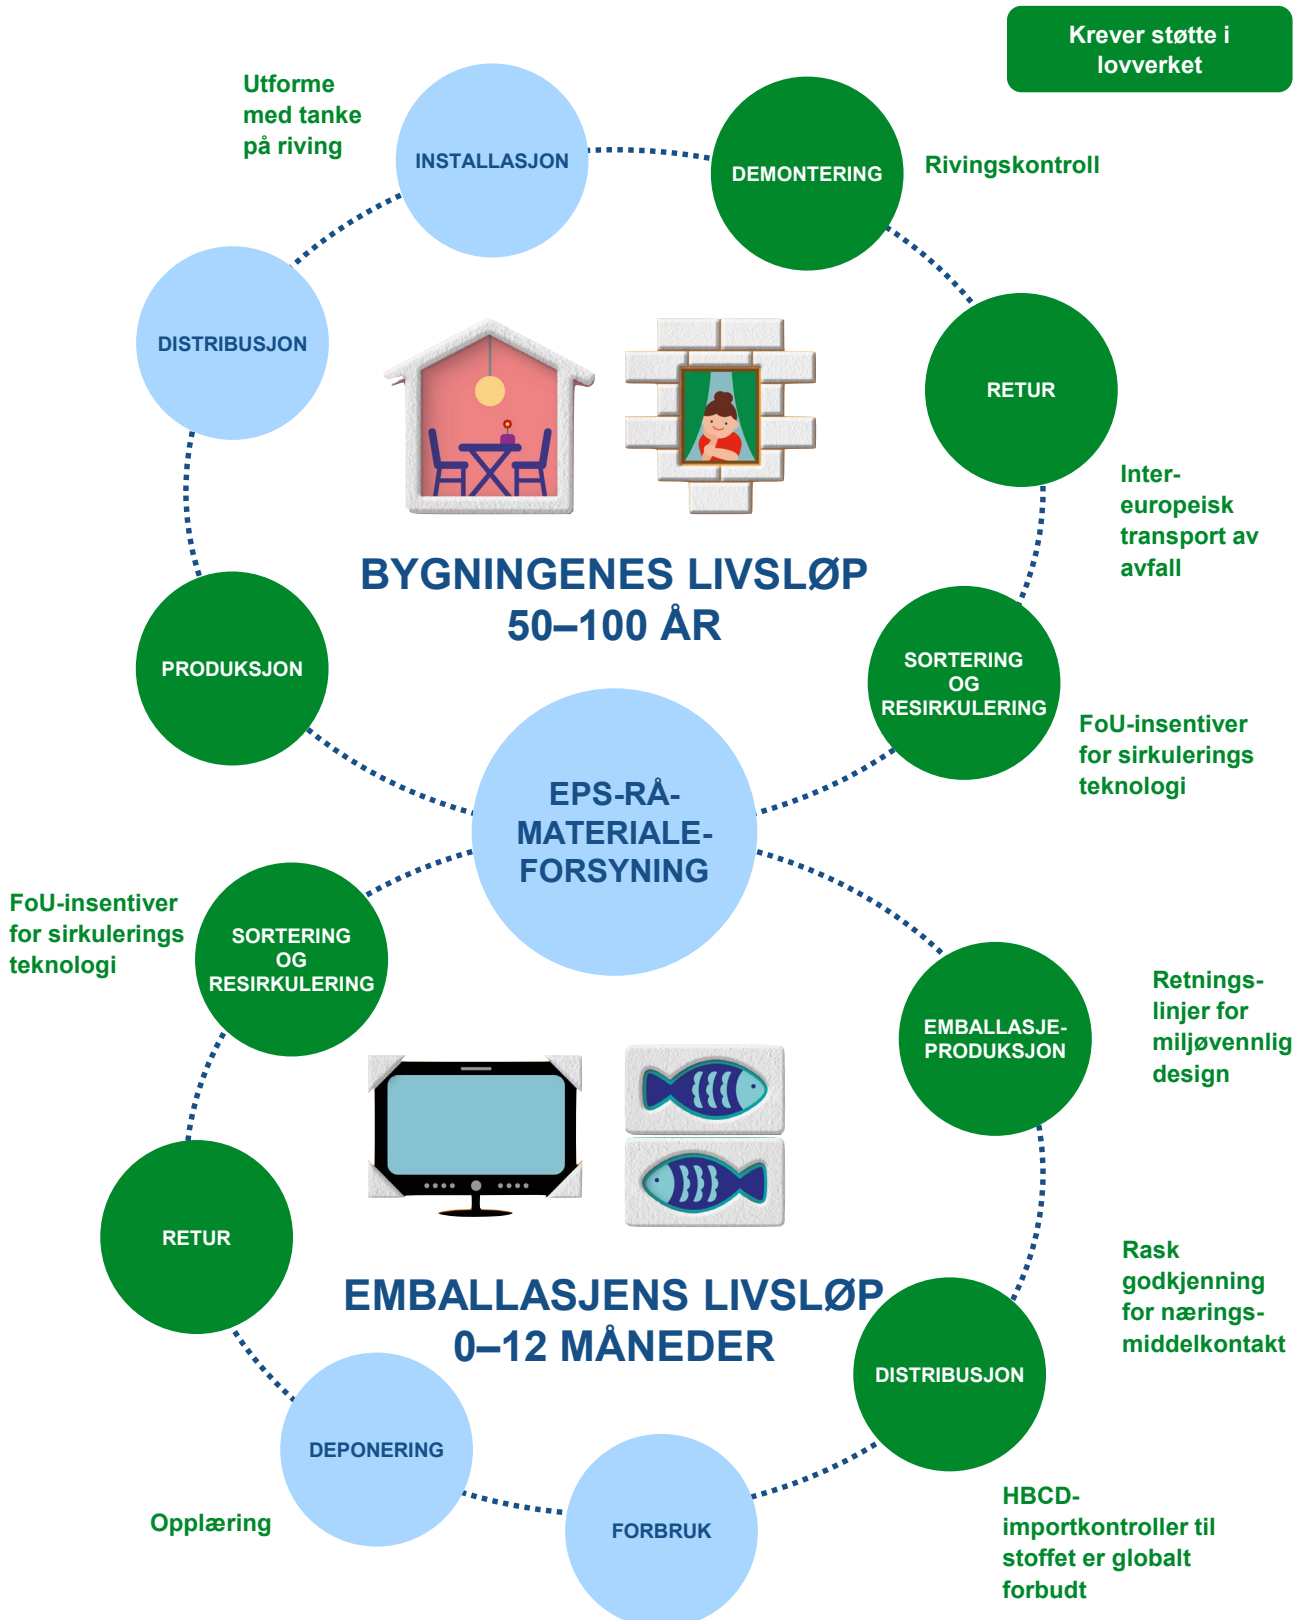 Krever støtte i
lovverket
Utforme
med tanke
på riving
INSTALLASJON
DEMONTERING
Rivingskontroll
DISTRIBUSJON
RETUR
Inter-
europeisk
transport av
avfall
BYGNINGENES LIVSLØP
50–100 ÅR
PRODUKSJON
SORTERING
OG
RESIRKULERING
FoU-insentiver
for sirkulerings
teknologi
EPS-RÅ-
MATERIALE-
FORSYNING
FoU-insentiver
for sirkulerings
teknologi
SORTERING
OG
RESIRKULERING
EMBALLASJE-
PRODUKSJON
Retnings-
linjer for
miljøvennlig
design
RETUR
Rask
godkjenning
for nærings-
middelkontakt
EMBALLASJENS LIVSLØP
0–12 MÅNEDER
DISTRIBUSJON
DEPONERING
Opplæring
FORBRUK
HBCD-
importkontroller til
stoffet er globalt
forbudt